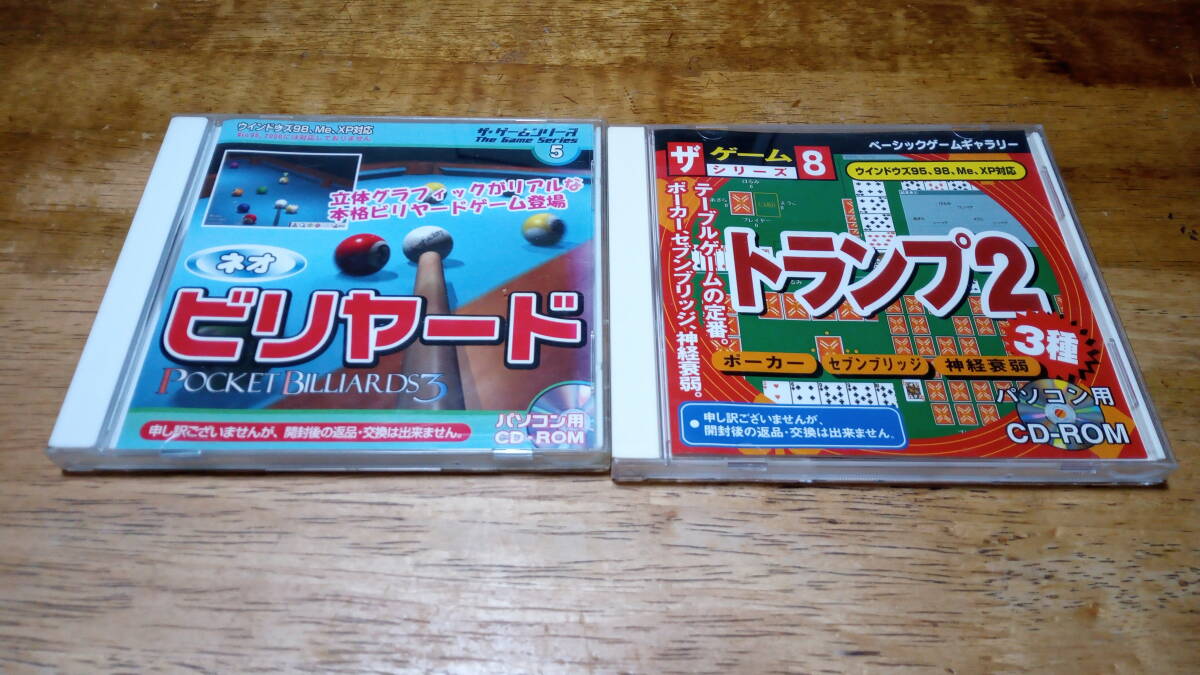 ウインドウズ98、Me、XP対応
ザ・ゲームシリーズ
The Game Series
5
立体グラフィックがリアルな
本格ビリヤードゲーム登場
ネオ
ビリヤード
POCKET BILLIARDS3
パソコン用
CD-ROM
申し訳ございませんが、開封後の返品・交換は出来ません。
ザ ゲーム
シリーズ
8
ベーシックゲームギャラリー
ウインドウズ95、98、Me、XP対応
テーブルゲームの定番。
ポーカー、セブンブリッジ、神経衰弱。
トランプ2
3種
ポーカー
セブンブリッジ
神経衰弱
パソコン用
CD-ROM
申し訳ございませんが、
開封後の返品・交換は出来ません。